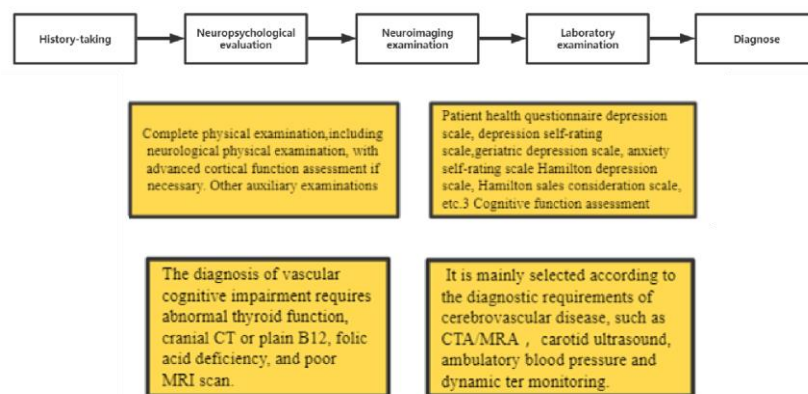 History-taking
Neuropsychological
evaluation
Neuroimaging
examination
Laboratory
examination
Diagnose
Complete physical examination,including
neurological physical examination, with
advanced cortical function assessment if
necessary. Other auxiliary examinations
Patient health questionnaire depression
scale, depression self-rating
scale,geriatric depression scale, anxiety
self-rating scale Hamilton depression
scale, Hamilton sales consideration scale,
etc.3 Cognitive function assessment
The diagnosis of vascular
cognitive impairment requires
abnormal thyroid function,
cranial CT or plain B12, folic
acid deficiency, and poor
MRI scan.
It is mainly selected according to
the diagnostic requirements of
cerebrovascular disease, such as
CTA/MRA , carotid ultrasound,
ambulatory blood pressure and
dynamic ter monitoring.